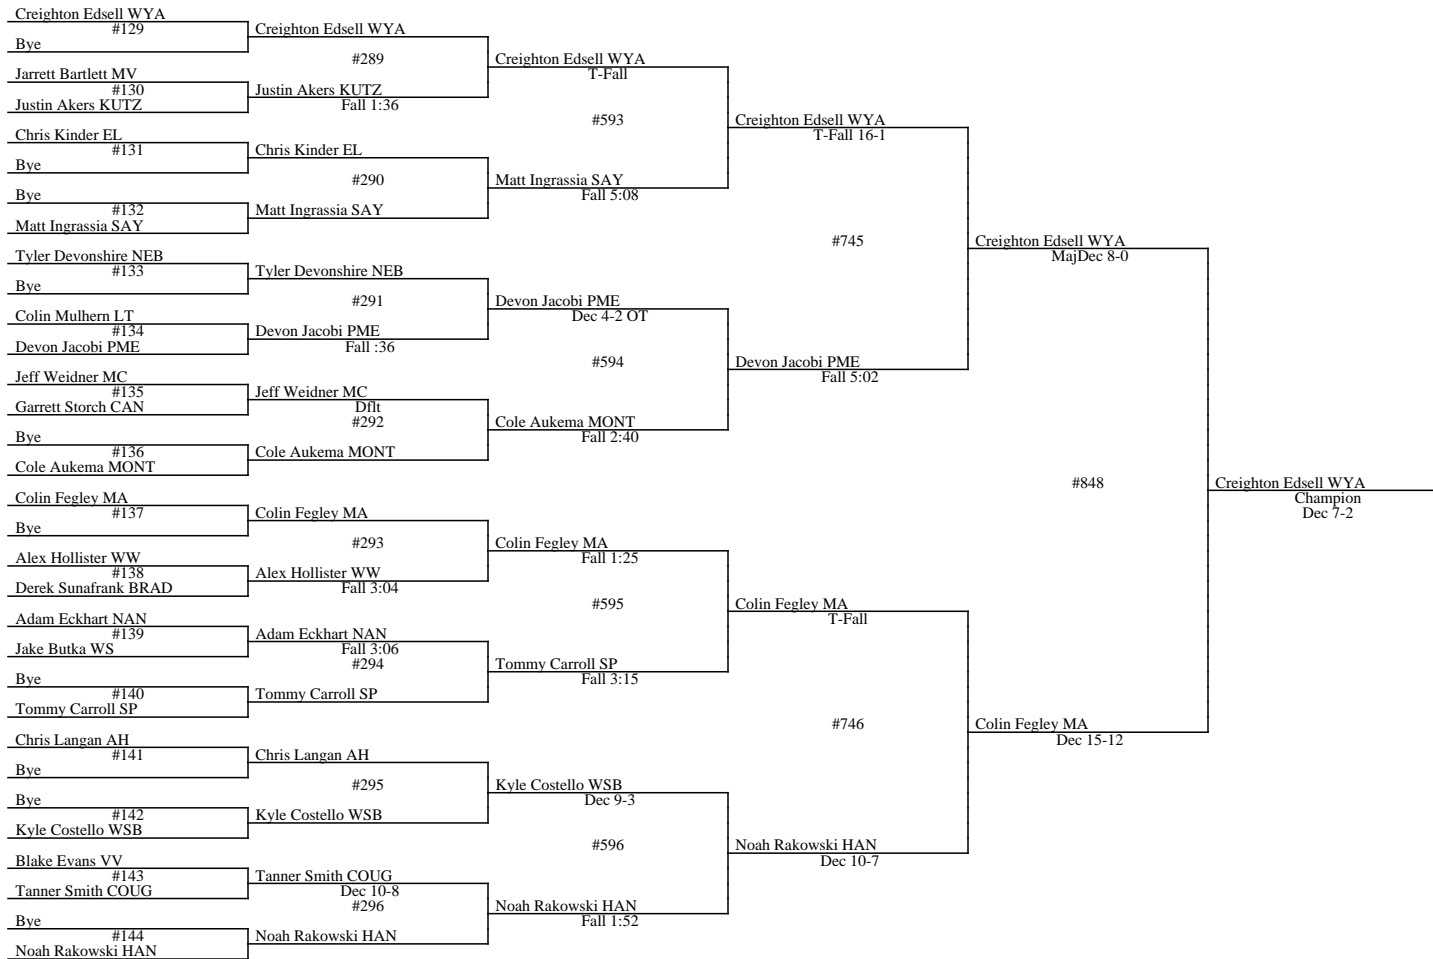 Creighton Edsell WYA
#129
Bye
Jarrett Bartlett MV
#130
Justin Akers KUTZ
Chris Kinder EL
#131
Bye
Bye
#132
Matt Ingrassia SAY
Tyler Devonshire NEB
#133
Bye
Colin Mulhern LT
#134
Devon Jacobi PME
Jeff Weidner MC
#135
Garrett Storch CAN
Bye
#136
Cole Aukema MONT
Colin Fegley MA
#137
Bye
Alex Hollister WW
#138
Derek Sunafrank BRAD
Adam Eckhart NAN
#139
Jake Butka WS
Bye
#140
Tommy Carroll SP
Chris Langan AH
#141
Bye
Bye
#142
Kyle Costello WSB
Blake Evans VV
#143
Tanner Smith COUG
Bye
#144
Noah Rakowski HAN
Creighton Edsell WYA
#289
Justin Akers KUTZ
Fall 1:36
Chris Kinder EL
#290
Matt Ingrassia SAY
Tyler Devonshire NEB
#291
Devon Jacobi PME
Fall :36
Jeff Weidner MC
Dflt
#292
Cole Aukema MONT
Colin Fegley MA
#293
Alex Hollister WW
Fall 3:04
Adam Eckhart NAN
Fall 3:06
#294
Tommy Carroll SP
Chris Langan AH
#295
Kyle Costello WSB
Tanner Smith COUG
Dec 10-8
#296
Noah Rakowski HAN
Creighton Edsell WYA
T-Fall
#593
Matt Ingrassia SAY
Fall 5:08
Devon Jacobi PME
Dec 4-2 OT
#594
Cole Aukema MONT
Fall 2:40
Colin Fegley MA
Fall 1:25
#595
Tommy Carroll SP
Fall 3:15
Kyle Costello WSB
Dec 9-3
#596
Noah Rakowski HAN
Fall 1:52
Creighton Edsell WYA
T-Fall 16-1
#745
Devon Jacobi PME
Fall 5:02
Colin Fegley MA
T-Fall
#746
Noah Rakowski HAN
Dec 10-7
Creighton Edsell WYA
MajDec 8-0
#848
Colin Fegley MA
Dec 15-12
Creighton Edsell WYA
Champion
Dec 7-2